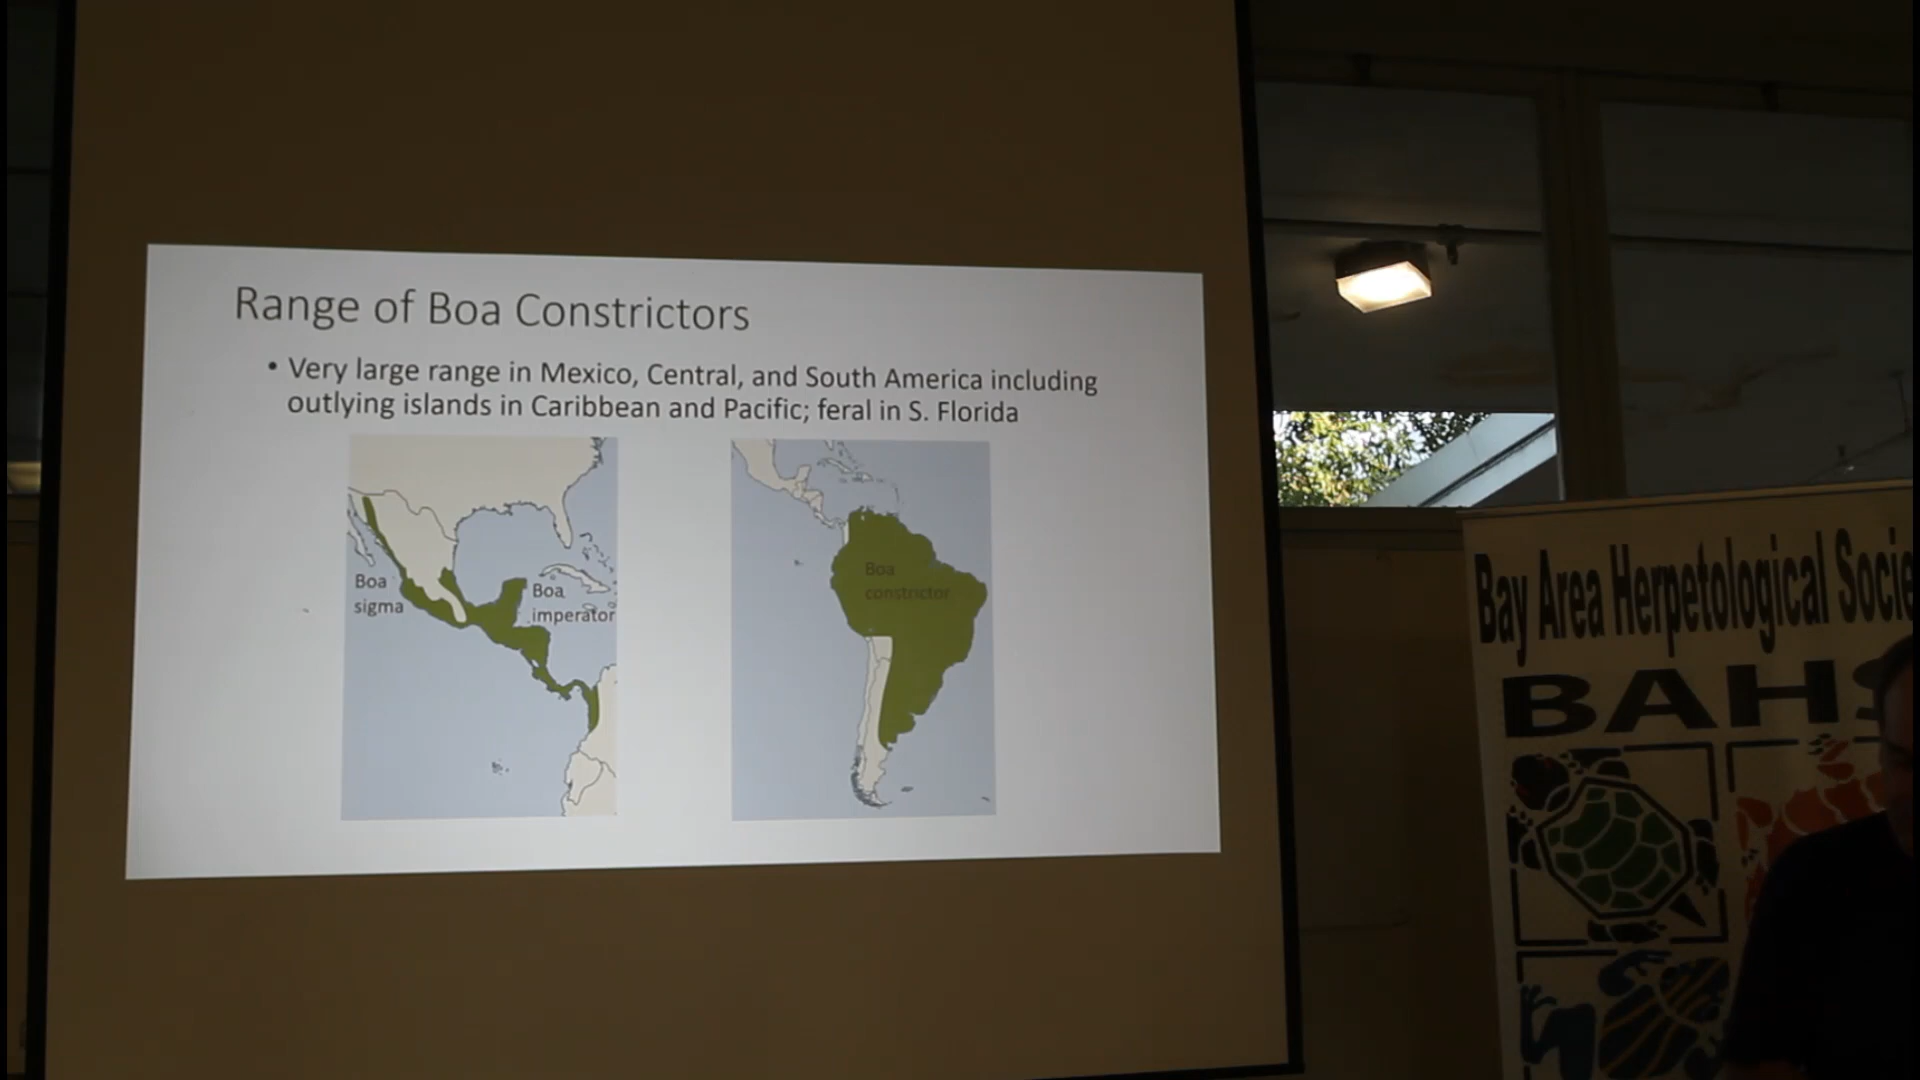 Range of Boa Constrictors
• Very large range in Mexico, Central, and South America including
outlying islands in Caribbean and Pacific; feral in S. Florida
Boa
sigma
Boa
imperator
Boa
constrictor
Bay Area Herpetological Socie
BAHS